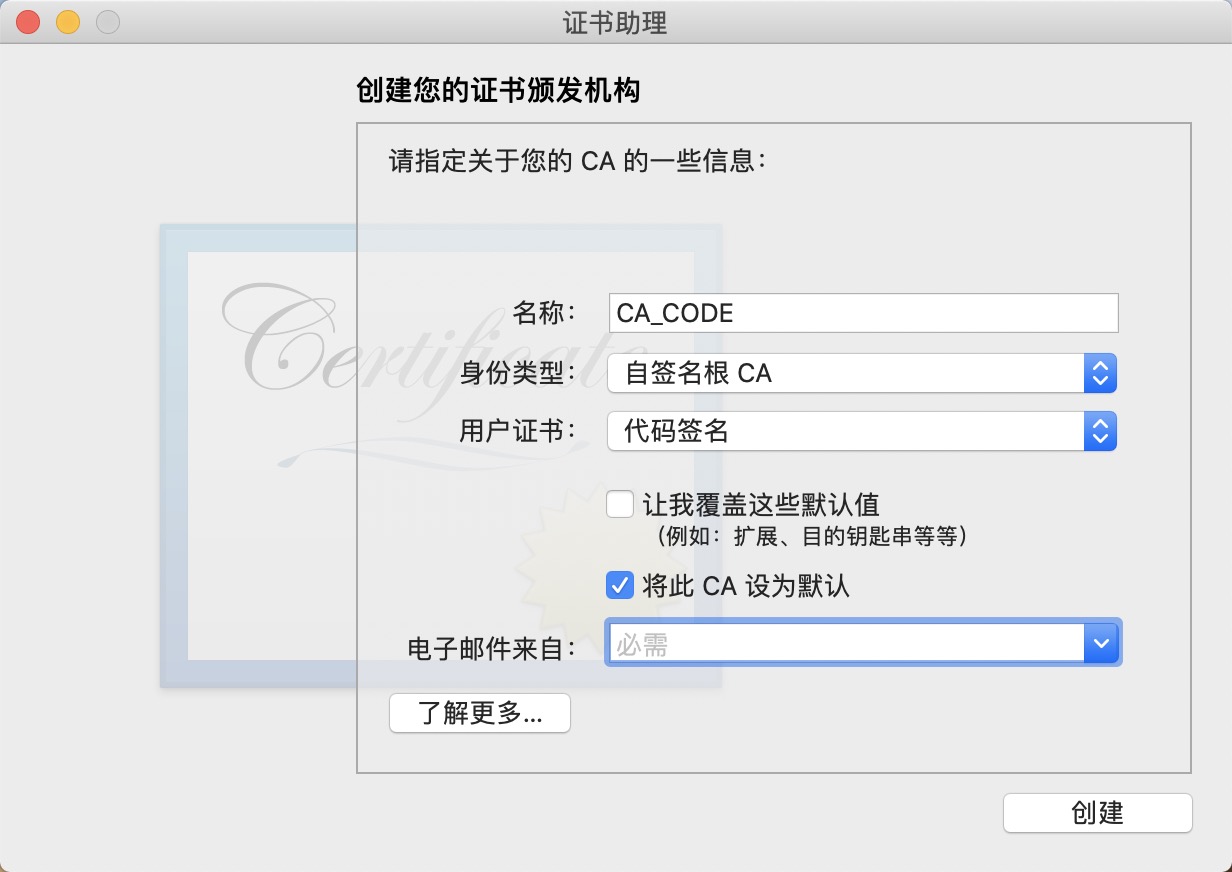 证书助理
创建您的证书颁发机构
请指定关于您的 CA 的一些信息：
Certificate
名称： CA_CODE
身份类型： 自签名根 CA
用户证书： 代码签名
让我覆盖这些默认值
（例如：扩展、目的钥匙串等等）
将此 CA 设为默认
电子邮件来自： 必需
了解更多...
创建